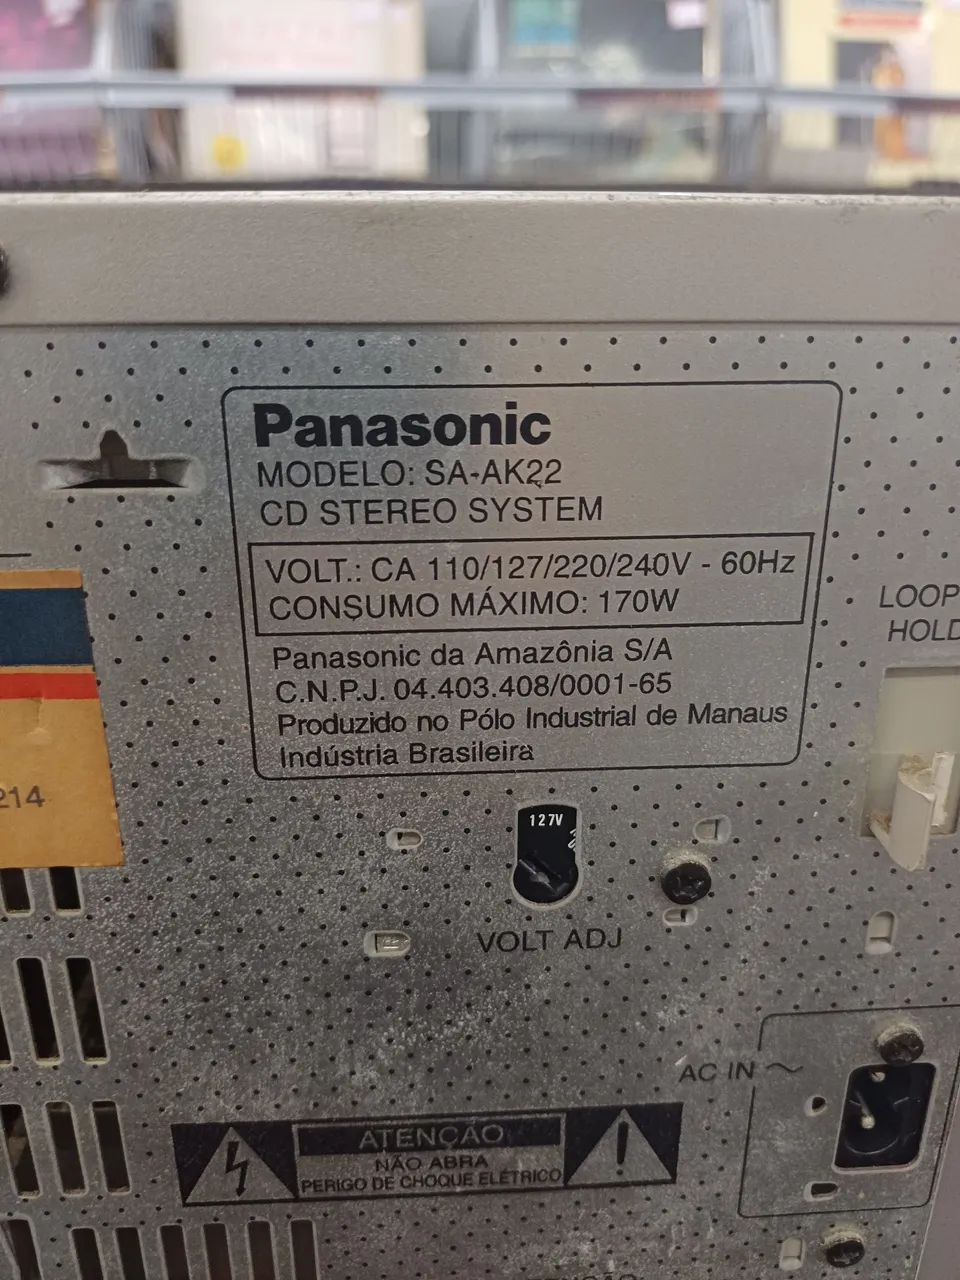 Panasonic
MODELO: SA-AK22
CD STEREO SYSTEM
VOLT.: CA 110/127/220/240V - 60Hz
CONSUMO MÁXIMO: 170W
Panasonic da Amazônia S/A
C.N.P.J. 04.403.408/0001-65
Produzido no Pólo Industrial de Manaus
Indústria Brasileira
LOOP
HOLD
214
127V
VOLT ADJ
AC IN ~
ATENÇÃO
NÃO ABRA
PERIGO DE CHOQUE ELÉTRICO